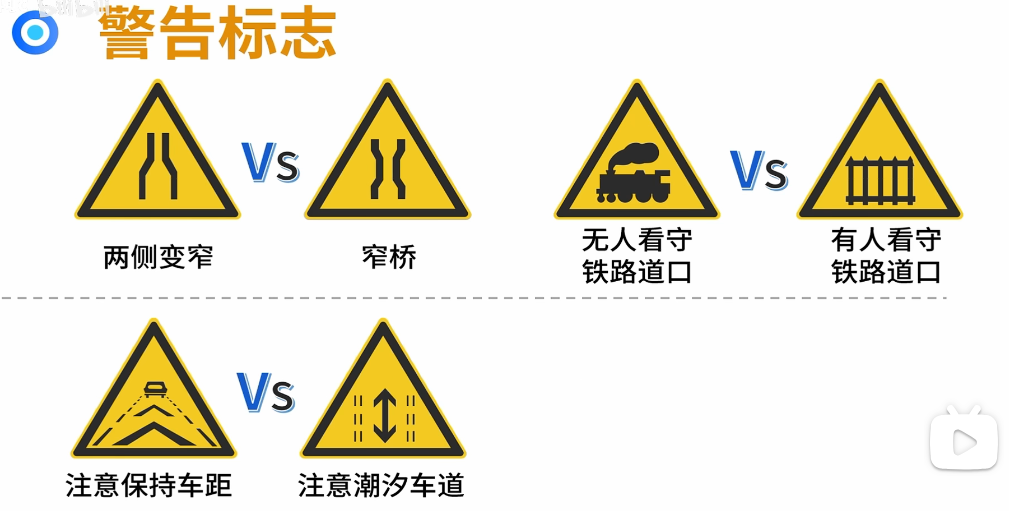 bilibili
警告标志
Vs
Vs
两侧变窄
窄桥
无人看守
铁路道口
有人看守
铁路道口
Vs
注意保持车距
注意潮汐车道